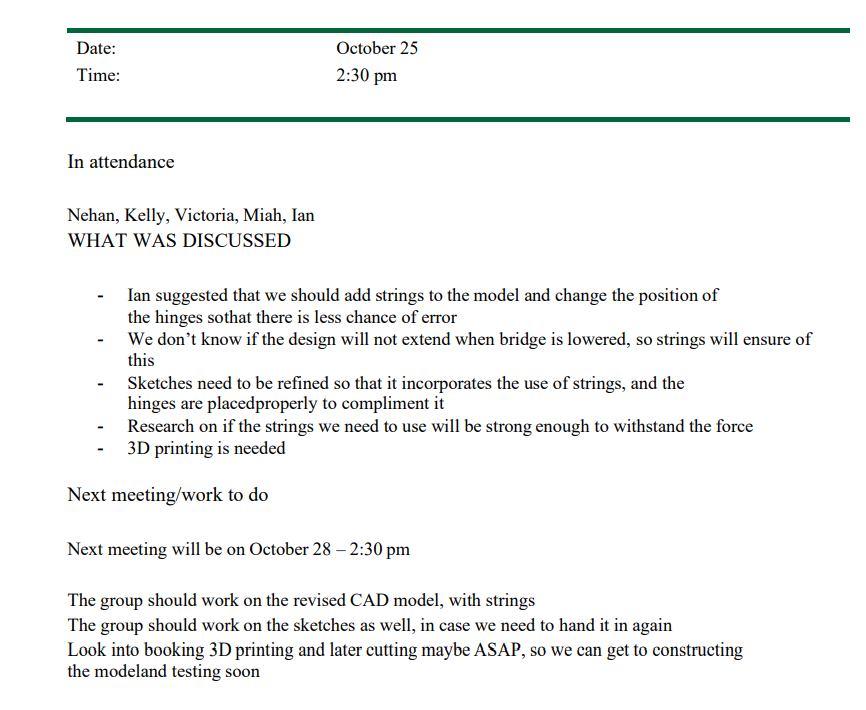 Date: October 25
Time: 2:30 pm
In attendance
Nehan, Kelly, Victoria, Miah, Ian
WHAT WAS DISCUSSED
- Ian suggested that we should add strings to the model and change the position of
the hinges sothat there is less chance of error
- We don’t know if the design will not extend when bridge is lowered, so strings will ensure of
this
- Sketches need to be refined so that it incorporates the use of strings, and the
hinges are placedproperly to compliment it
- Research on if the strings we need to use will be strong enough to withstand the force
- 3D printing is needed
Next meeting/work to do
Next meeting will be on October 28 – 2:30 pm
The group should work on the revised CAD model, with strings
The group should work on the sketches as well, in case we need to hand it in again
Look into booking 3D printing and later cutting maybe ASAP, so we can get to constructing
the modeland testing soon